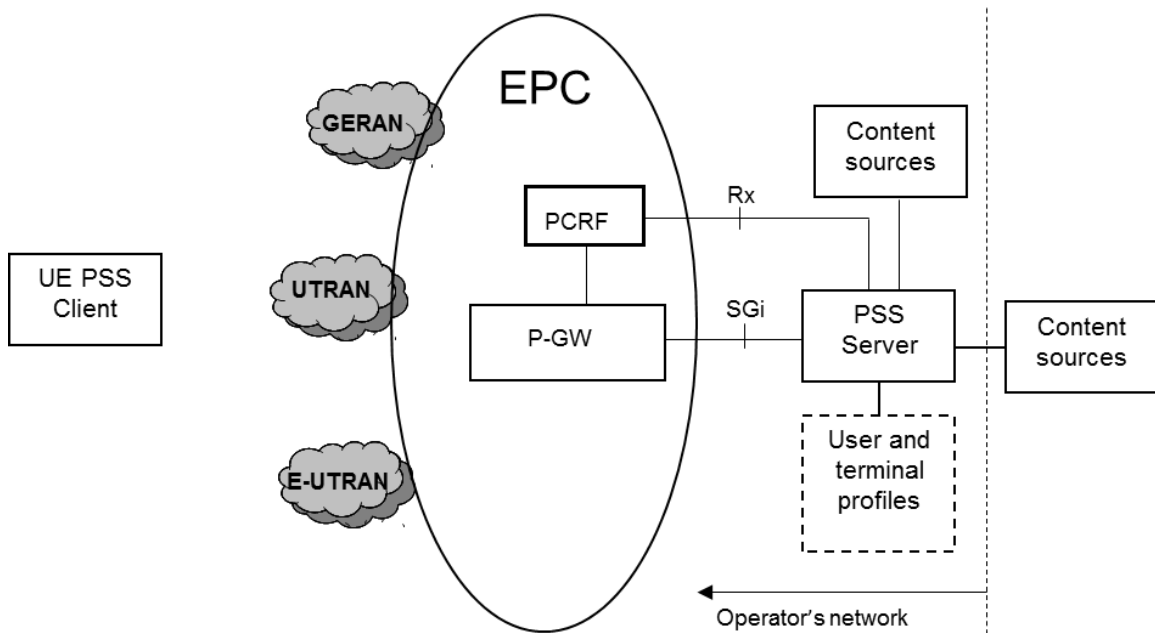 EPC
GERAN
Content
sources
Rx
PCRF
UE PSS
Client
UTRAN
SGi
P-GW
PSS
Server
Content
sources
E-UTRAN
User and
terminal
profiles
Operator's network